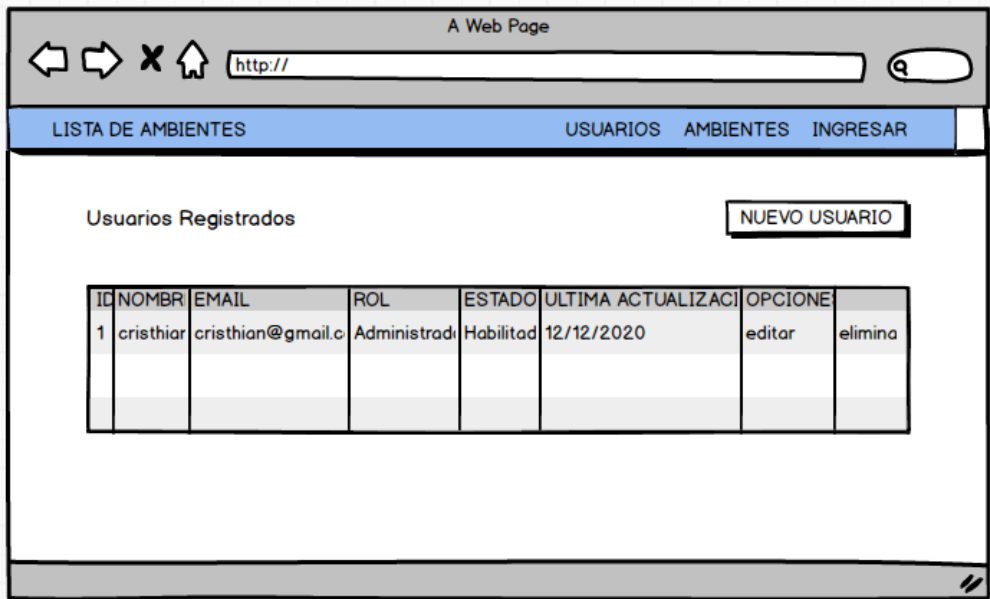 A Web Page
http://
LISTA DE AMBIENTES USUARIOS AMBIENTES INGRESAR
Usuarios Registrados NUEVO USUARIO
ID NOMBRI EMAIL ROL ESTADO ULTIMA ACTUALIZACI OPCIONE
1 cristhiar cristhian@gmail.c Administrad Habilitad 12/12/2020 editar elimina